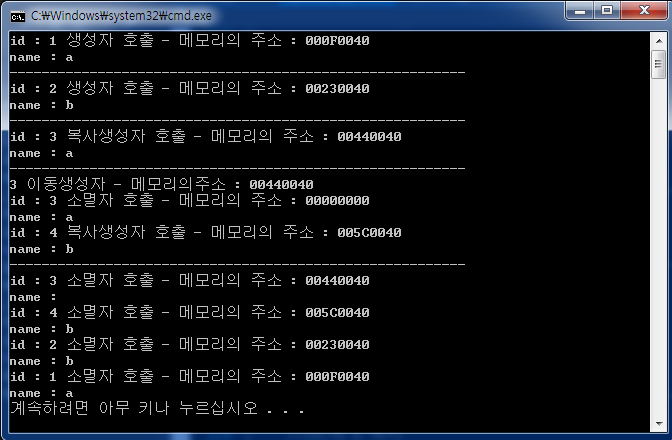 C:₩Windows₩system32₩cmd.exe
id : 1 생성자 호출 - 메모리의 주소 : 000F0040
name : a
---------------------------------------------------------
id : 2 생성자 호출 - 메모리의 주소 : 00230040
name : b
---------------------------------------------------------
id : 3 복사생성자 호출 - 메모리의 주소 : 00440040
name : a
---------------------------------------------------------
3 이동생성자 - 메모리의주소 : 00440040
id : 3 소멸자 호출 - 메모리의 주소 : 00000000
name : a
id : 4 복사생성자 호출 - 메모리의 주소 : 005C0040
name : b
---------------------------------------------------------
id : 3 소멸자 호출 - 메모리의 주소 : 00440040
name :
id : 4 소멸자 호출 - 메모리의 주소 : 005C0040
name : b
id : 2 소멸자 호출 - 메모리의 주소 : 00230040
name : b
id : 1 소멸자 호출 - 메모리의 주소 : 000F0040
name : a
계속하려면 아무 키나 누르십시오 . . .